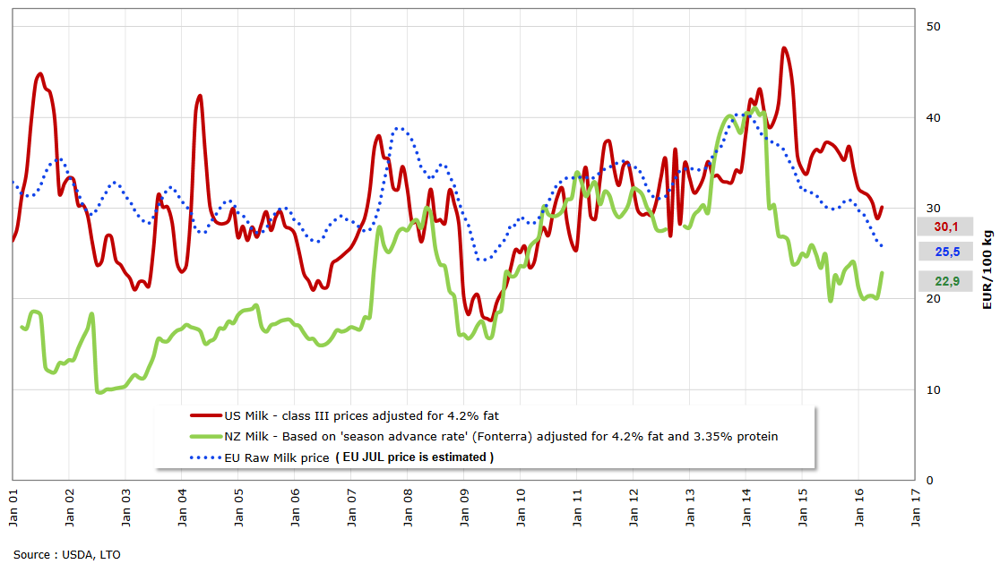 50
40
30
30,1
25,5
22,9
20
10
0
EUR/100 kg
US Milk - class III prices adjusted for 4.2% fat
NZ Milk - Based on 'season advance rate' (Fonterra) adjusted for 4.2% fat and 3.35% protein
EU Raw Milk price ( EU JUL price is estimated )
Jan 01
Jan 02
Jan 03
Jan 04
Jan 05
Jan 06
Jan 07
Jan 08
Jan 09
Jan 10
Jan 11
Jan 12
Jan 13
Jan 14
Jan 15
Jan 16
Jan 17
Source : USDA, LTO